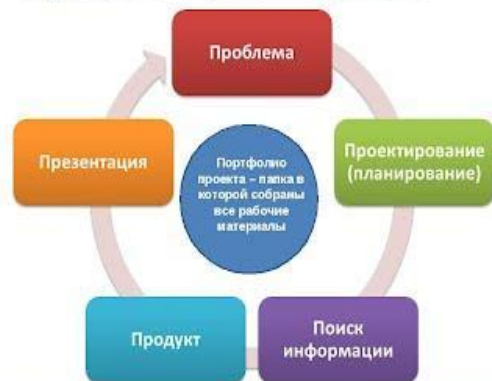 Проблема
Проектирование
(планирование)
Поиск
информации
Продукт
Презентация
Портфолио
проекта – папка в
которой собраны
все рабочие
материалы